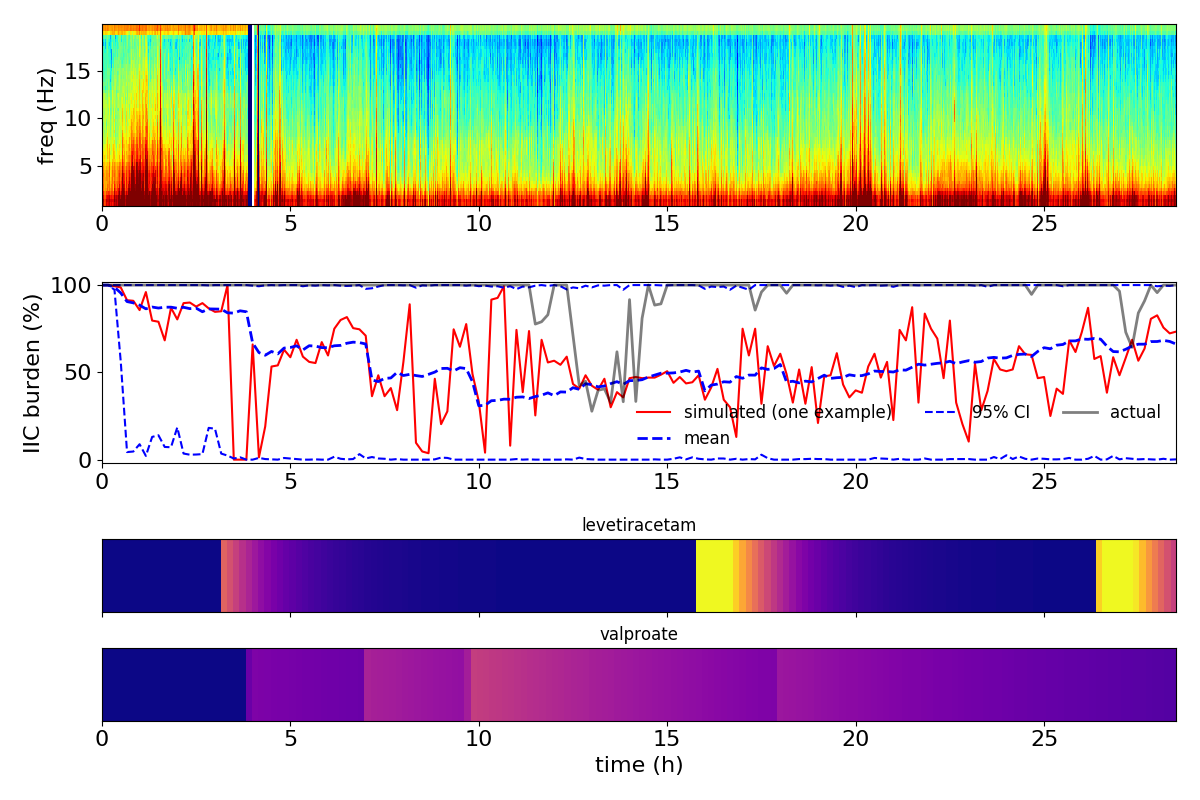 freq (Hz)
15
10
5
0 5 10 15 20 25
IIC burden (%)
100
50
0
simulated (one example)
mean
95% CI
actual
0 5 10 15 20 25
levetiracetam
valproate
0 5 10 15 20 25
time (h)